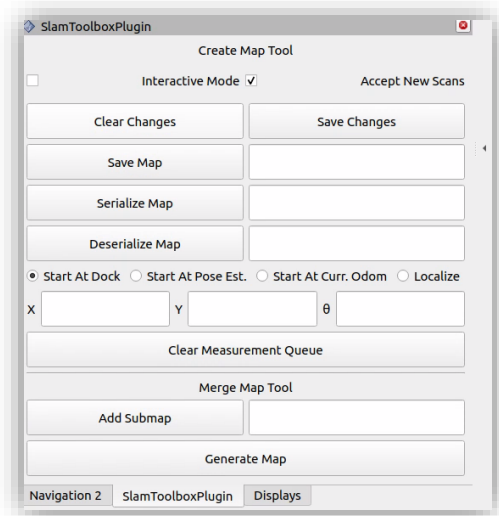 SlamToolboxPlugin
Create Map Tool
Interactive Mode Accept New Scans
Clear Changes Save Changes
Save Map
Serialize Map
Deserialize Map
Start At Dock Start At Pose Est. Start At Curr. Odom Localize
X Y θ
Clear Measurement Queue
Merge Map Tool
Add Submap
Generate Map
Navigation 2 SlamToolboxPlugin Displays